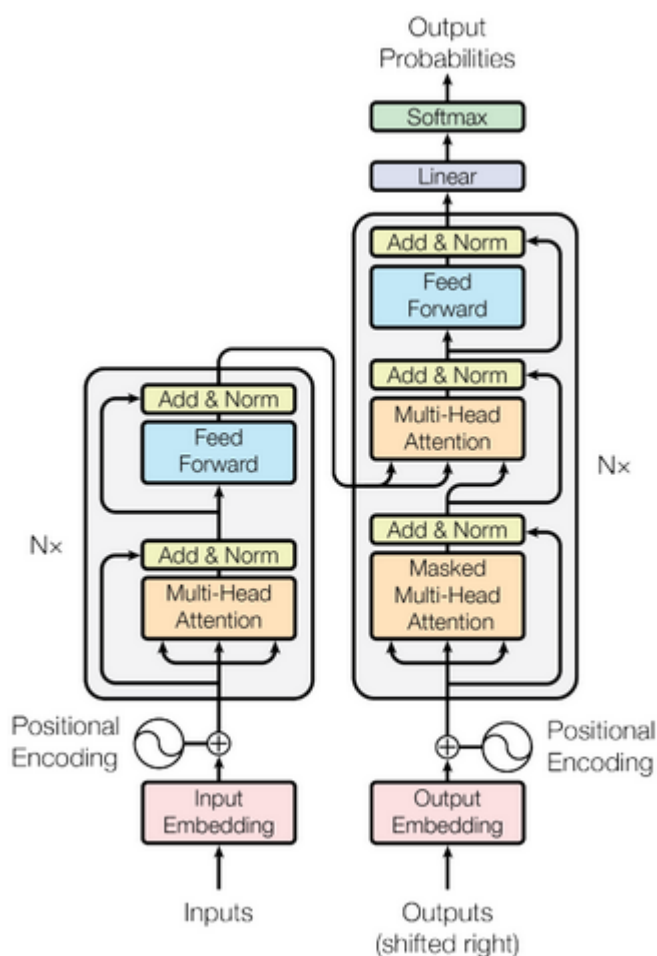 Output
Probabilities
Softmax
Linear
Add & Norm
Feed
Forward
Add & Norm
Multi-Head
Attention
Add & Norm
Masked
Multi-Head
Attention
N×
Add & Norm
Feed
Forward
Add & Norm
Multi-Head
Attention
N×
Positional
Encoding
Positional
Encoding
Input
Embedding
Output
Embedding
Inputs
Outputs
(shifted right)